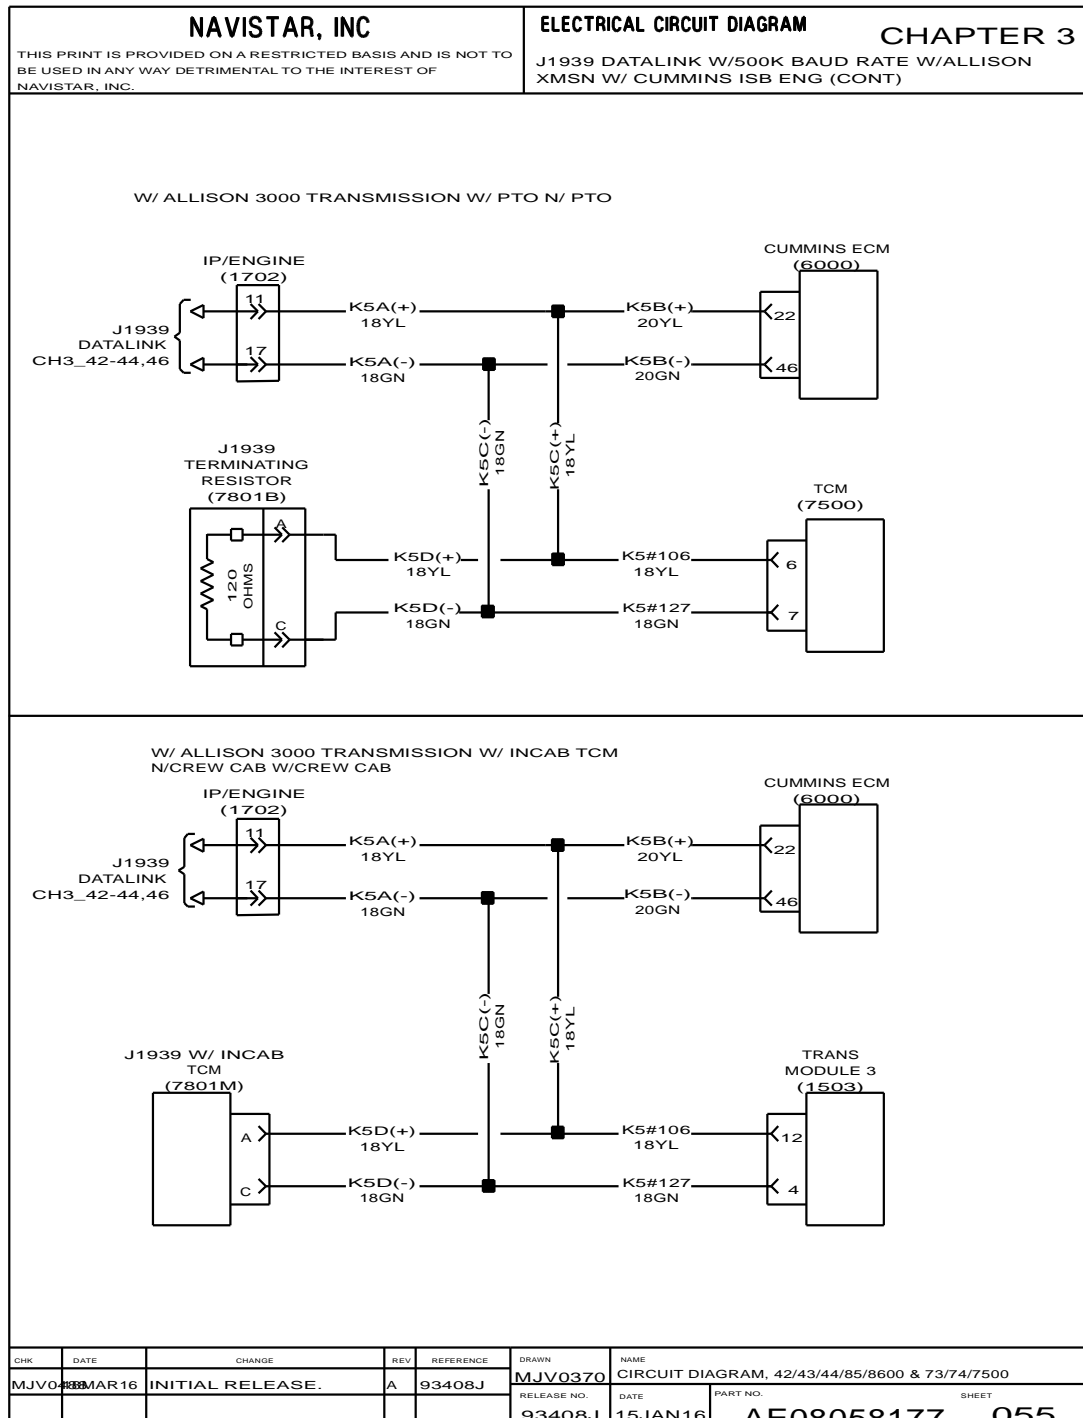 NAVISTAR, INC
THIS PRINT IS PROVIDED ON A RESTRICTED BASIS AND IS NOT TO
BE USED IN ANY WAY DETRIMENTAL TO THE INTEREST OF
NAVISTAR, INC.
ELECTRICAL CIRCUIT DIAGRAM
CHAPTER 3
J1939 DATALINK W/500K BAUD RATE W/ALLISON
XMSN W/ CUMMINS ISB ENG (CONT)
W/ ALLISON 3000 TRANSMISSION W/ PTO N/ PTO
IP/ENGINE
(1702)
CUMMINS ECM
(6000)
11
K5A(+)
18YL
K5B(+)
20YL
22
J1939
DATALINK
CH3_42-44,46
17
K5A(-)
18GN
K5B(-)
20GN
46
K5C(-)
18GN
K5C(+)
18YL
J1939
TERMINATING
RESISTOR
(7801B)
TCM
(7500)
A
120
OHMS
K5D(+)
18YL
K5#106
18YL
6
C
K5D(-)
18GN
K5#127
18GN
7
W/ ALLISON 3000 TRANSMISSION W/ INCAB TCM
N/CREW CAB W/CREW CAB
IP/ENGINE
(1702)
CUMMINS ECM
(6000)
11
K5A(+)
18YL
K5B(+)
20YL
22
J1939
DATALINK
CH3_42-44,46
17
K5A(-)
18GN
K5B(-)
20GN
46
K5C(-)
18GN
K5C(+)
18YL
J1939 W/ INCAB
TCM
(7801M)
TRANS
MODULE 3
(1503)
A
K5D(+)
18YL
K5#106
18YL
12
C
K5D(-)
18GN
K5#127
18GN
4
CHK DATE CHANGE REV REFERENCE
INITIAL RELEASE. A 93408J
DRAWN
MJV0370
NAME
CIRCUIT DIAGRAM, 42/43/44/85/8600 & 73/74/7500
RELEASE NO.
93408J
DATE
15JAN16
PART NO.
AE08058177
SHEET
055